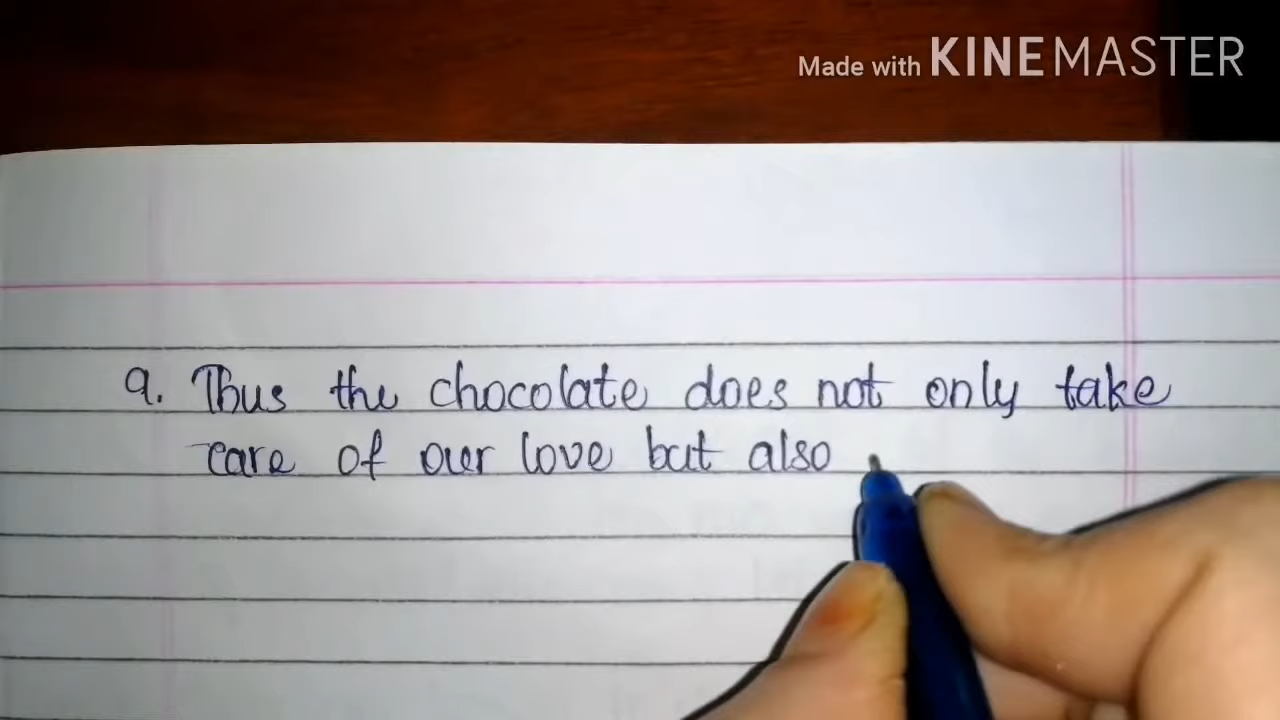 Made with KINEMASTER
9. Thus the chocolate does not only take
care of our love but also